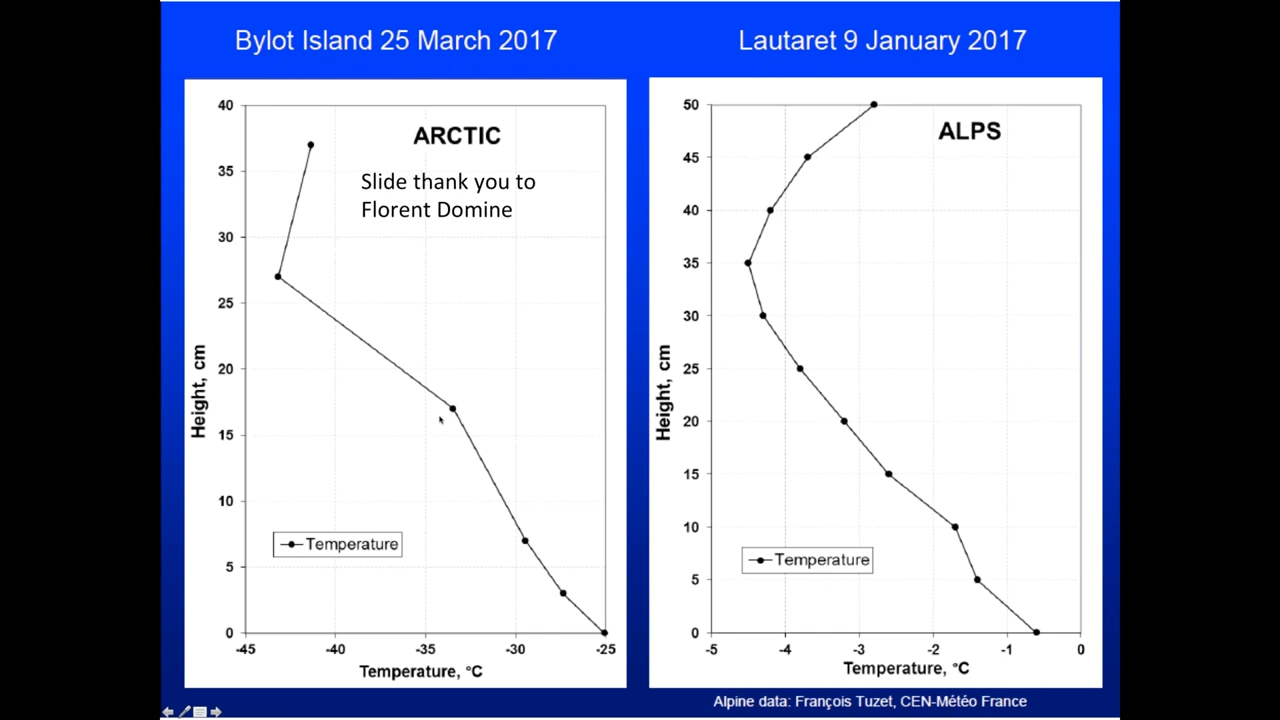 Bylot Island 25 March 2017
Lautaret 9 January 2017
ARCTIC
Slide thank you to
Florent Domine
40
35
30
25
20
15
10
5
0
Height, cm
Temperature
-45
-40
-35
-30
-25
Temperature, °C
ALPS
50
45
40
35
30
25
20
15
10
5
0
Height, cm
Temperature
-5
-4
-3
-2
-1
0
Temperature, °C
Alpine data: François Tuzet, CEN-Météo France